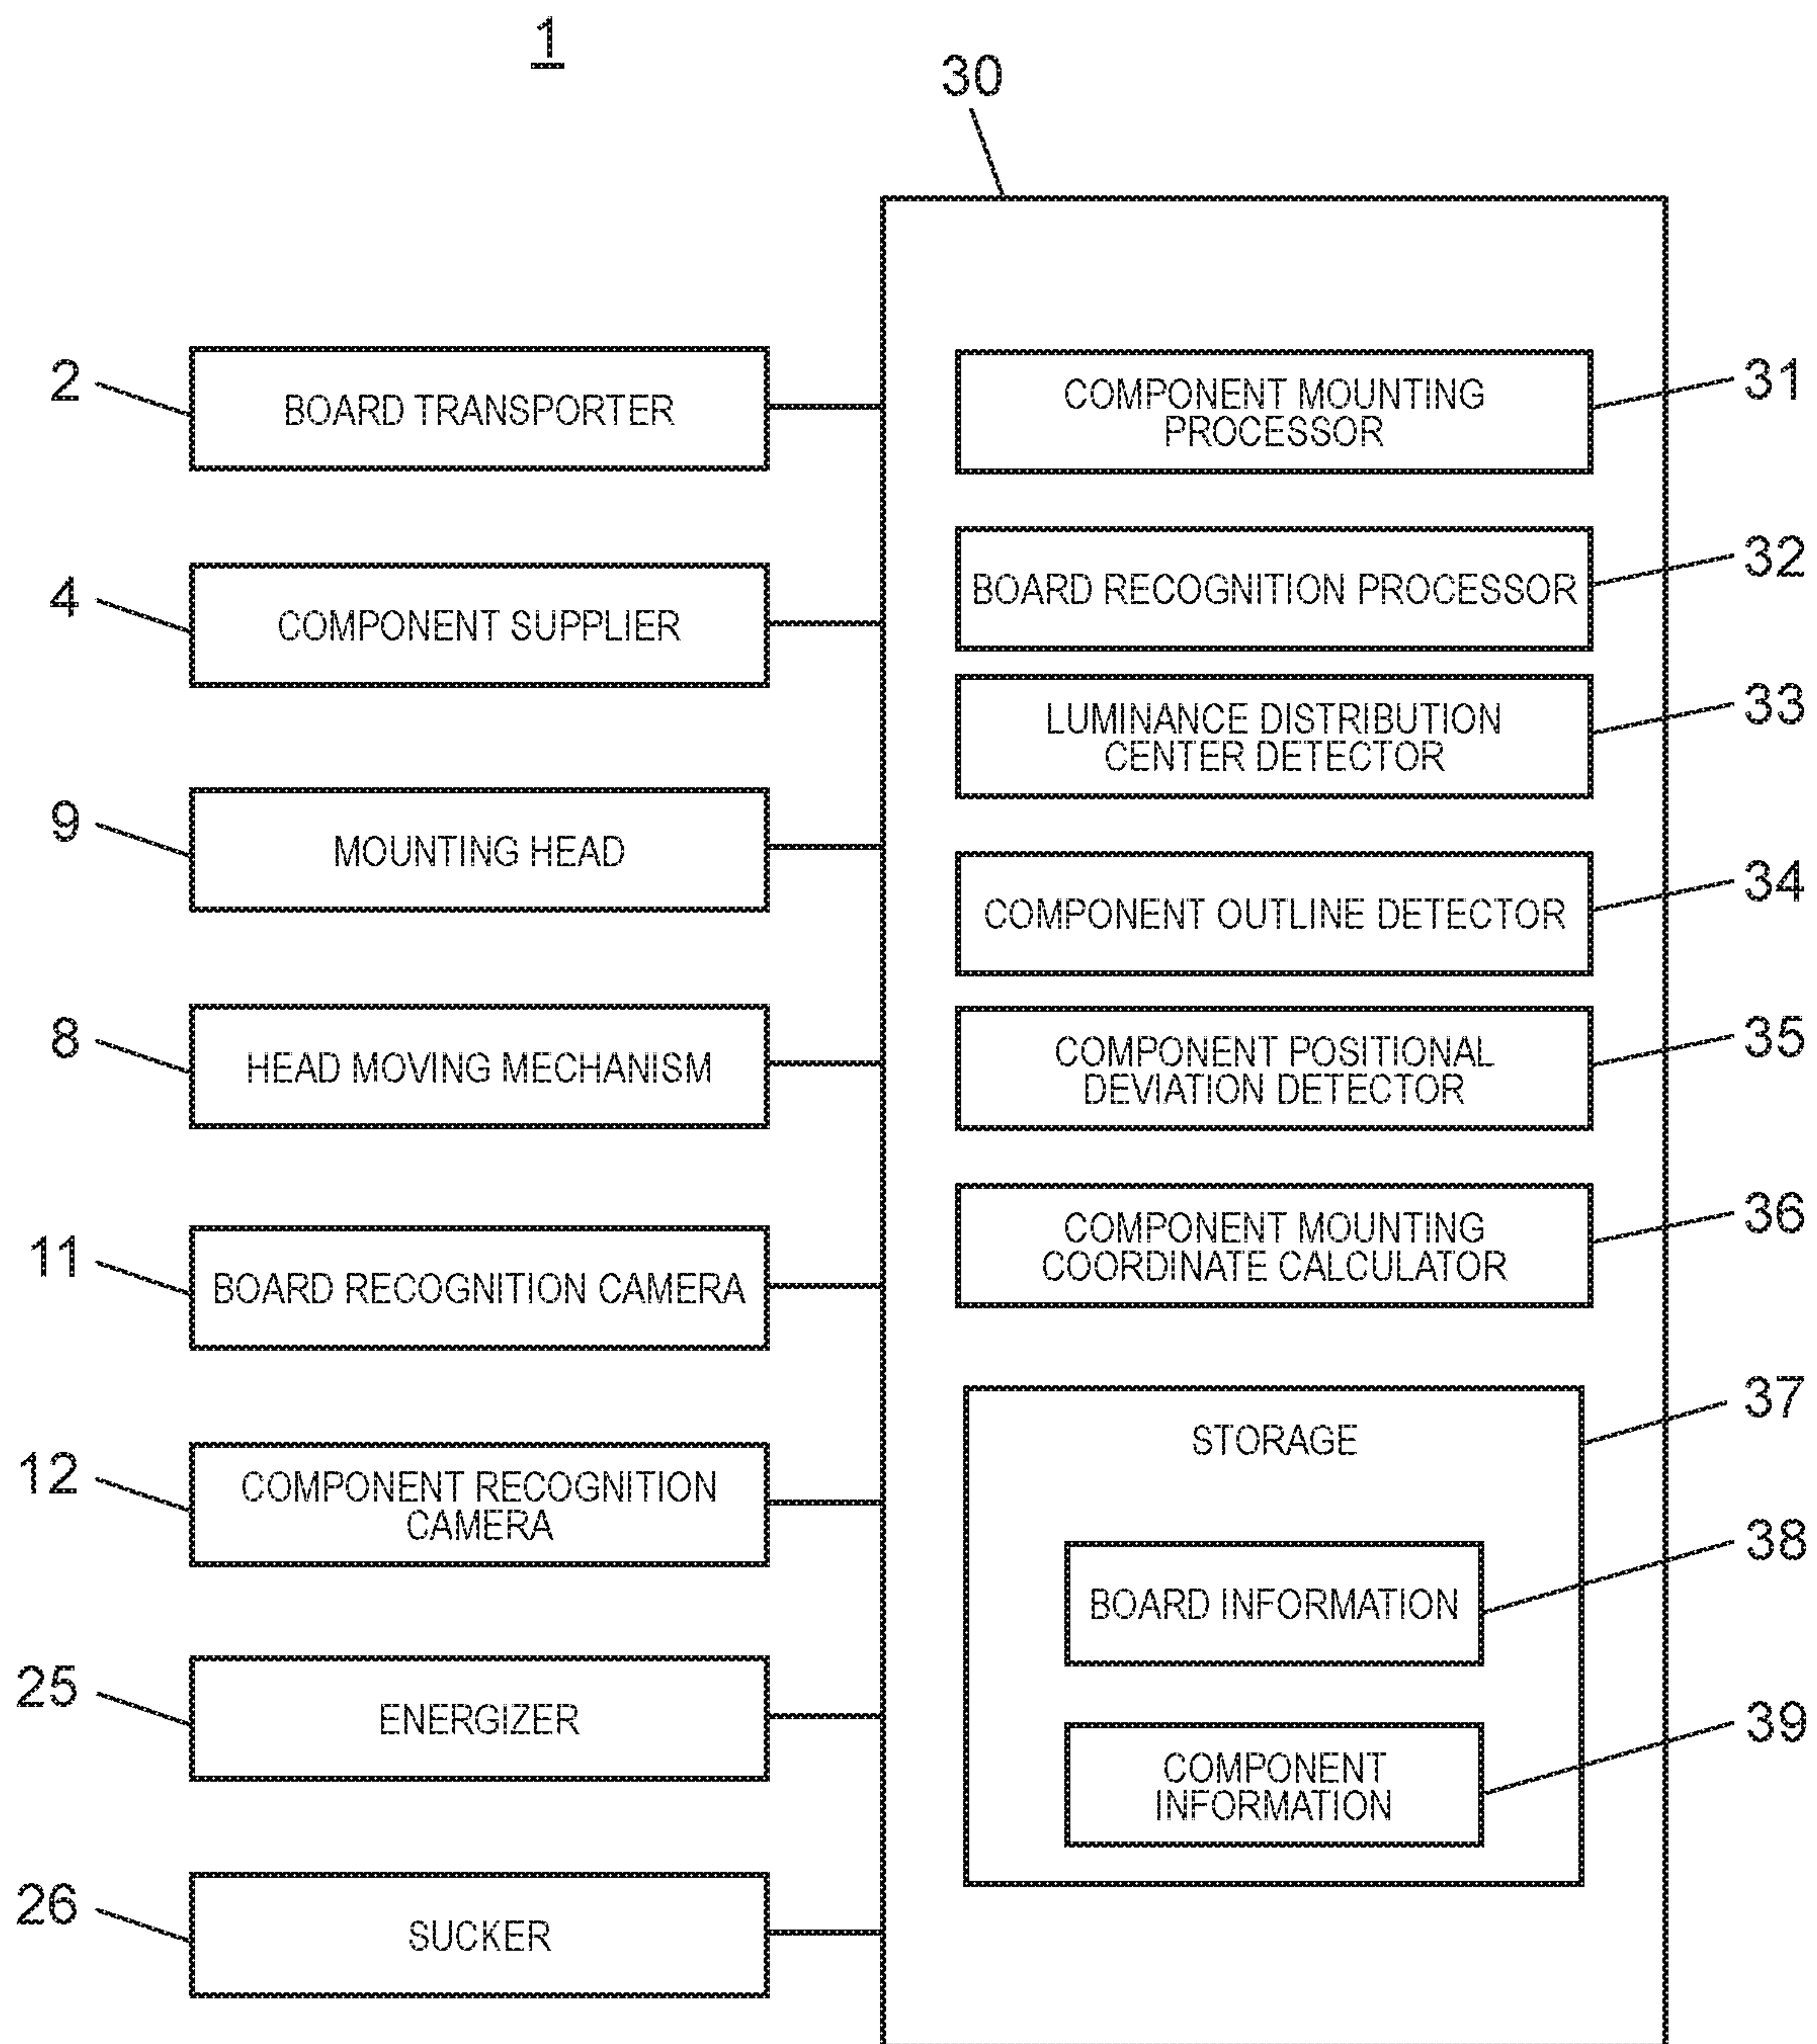 1
30
2
BOARD TRANSPORTER
4
COMPONENT SUPPLIER
9
MOUNTING HEAD
8
HEAD MOVING MECHANISM
11
BOARD RECOGNITION CAMERA
12
COMPONENT RECOGNITION
CAMERA
25
ENERGIZER
26
SUCKER
COMPONENT MOUNTING
PROCESSOR
31
BOARD RECOGNITION PROCESSOR
32
LUMINANCE DISTRIBUTION
CENTER DETECTOR
33
COMPONENT OUTLINE DETECTOR
34
COMPONENT POSITIONAL
DEVIATION DETECTOR
35
COMPONENT MOUNTING
COORDINATE CALCULATOR
36
STORAGE
37
BOARD INFORMATION
38
COMPONENT
INFORMATION
39